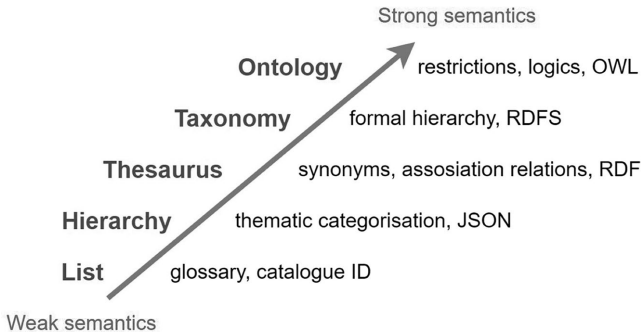 Strong semantics
Ontology restrictions, logics, OWL
Taxonomy formal hierarchy, RDFS
Thesaurus synonyms, assosiation relations, RDF
Hierarchy thematic categorisation, JSON
List glossary, catalogue ID
Weak semantics